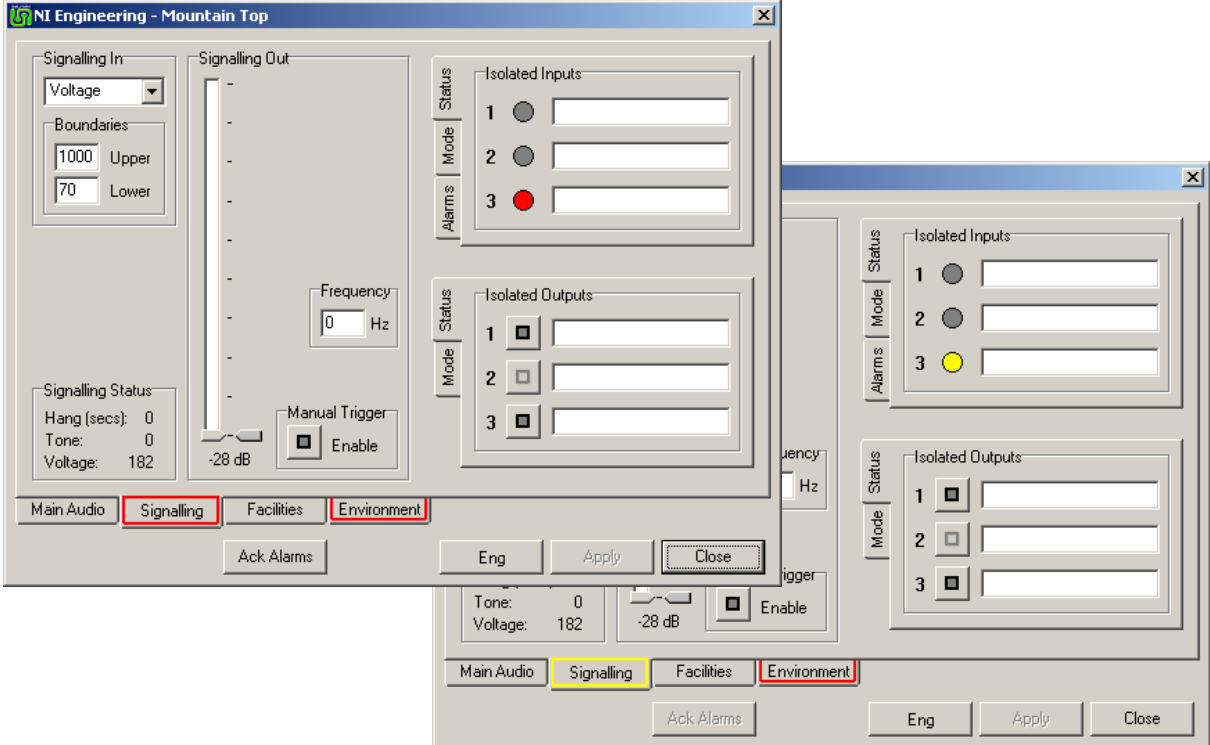 NI Engineering - Mountain Top
Signalling In
Voltage
Boundaries
1000 Upper
70 Lower
Signalling Status
Hang (secs): 0
Tone: 0
Voltage: 182
Signalling Out
-28 dB
Frequency
0 Hz
Manual Trigger
Enable
Status
Mode
Alarms
Isolated Inputs
1
2
3
Status
Mode
Isolated Outputs
1
2
3
Main Audio Signalling Facilities Environment
Ack Alarms Eng Apply Close
Status
Mode
Alarms
Isolated Inputs
1
2
3
Status
Mode
Isolated Outputs
1
2
3
Hz
Tone: 0
Voltage: 182
-28 dB
Enable
Main Audio Signalling Facilities Environment
Ack Alarms Eng Apply Close